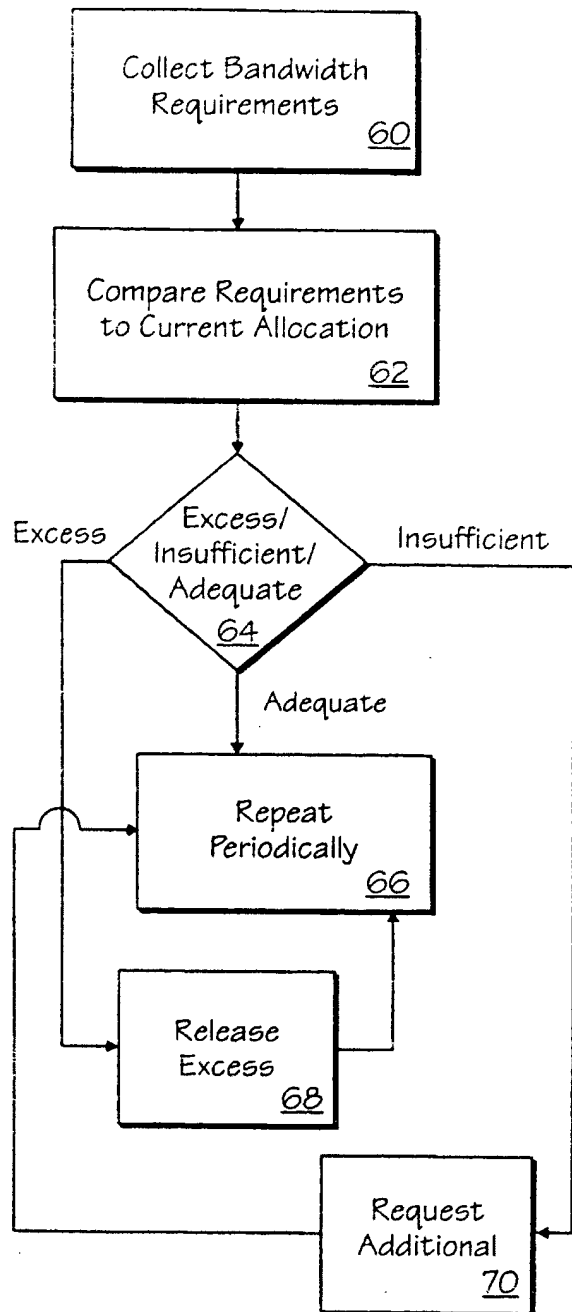 Collect Bandwidth
Requirements
60
Compare Requirements
to Current Allocation
62
Excess
Excess/
Insufficient/
Adequate
64
Insufficient
Adequate
Repeat
Periodically
66
Release
Excess
68
Request
Additional
70